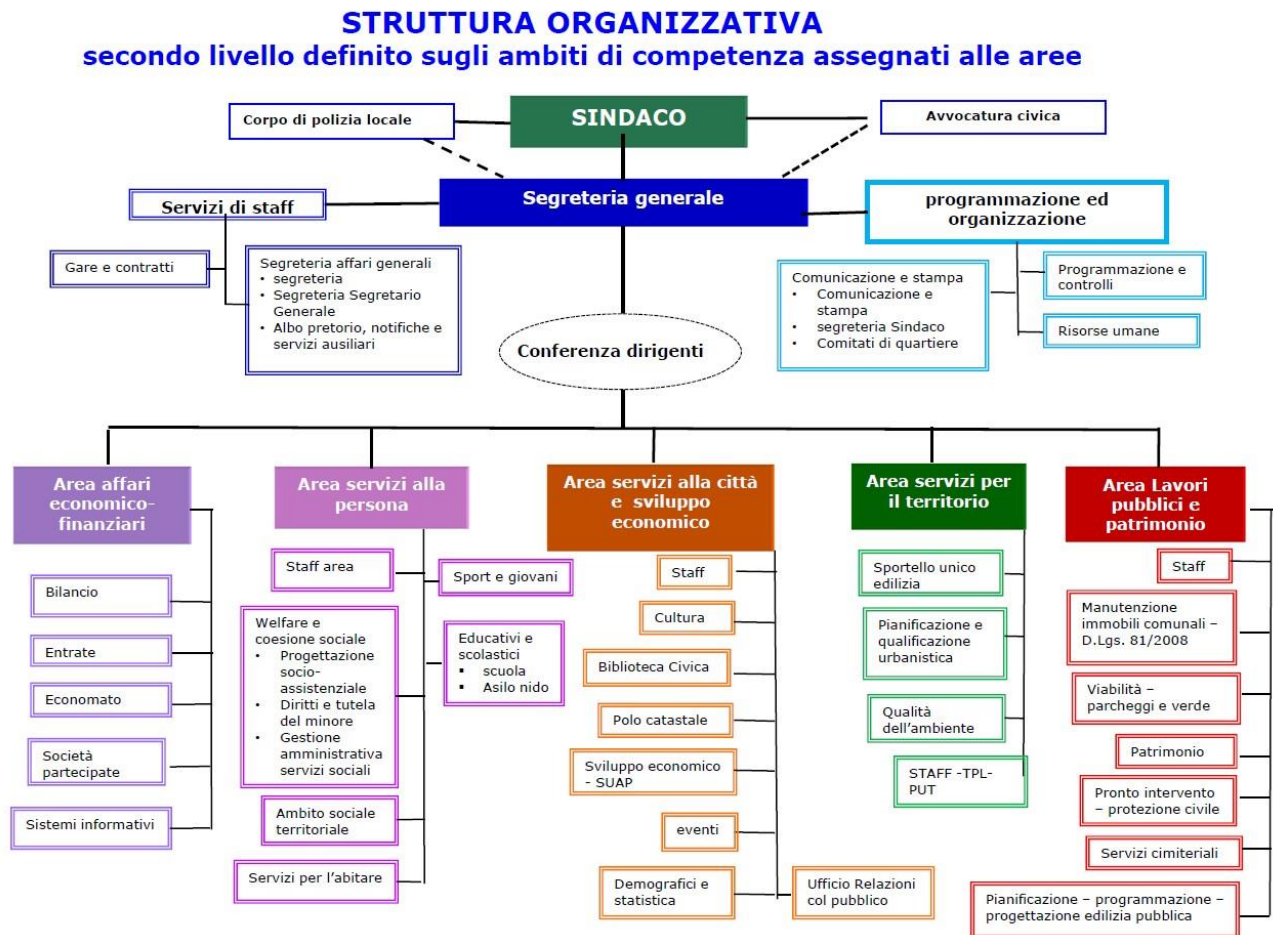 STRUTTURA ORGANIZZATIVA
secondo livello definito sugli ambiti di competenza assegnati alle aree
Corpo di polizia locale
SINDACO
Avvocatura civica
Servizi di staff
Segreteria generale
programmazione ed
organizzazione
Gare e contratti
Segreteria affari generali
• segreteria
• Segreteria Segretario
Generale
• Albo pretorio, notifiche e
servizi ausiliari
Comunicazione e stampa
• Comunicazione e
stampa
• segreteria Sindaco
• Comitati di quartiere
Programmazione e
controlli
Risorse umane
Conferenza dirigenti
Area affari
economico-
finanziari
Bilancio
Entrate
Economato
Società
partecipate
Sistemi informativi
Area servizi alla
persona
Staff area
Sport e giovani
Welfare e
coesione sociale
• Progettazione
socio-
assistenziale
• Diritti e tutela
del minore
• Gestione
amministrativa
servizi sociali
Educativi e
scolastici
▪ scuola
▪ Asilo nido
Ambito sociale
territoriale
Servizi per l’abitare
Area servizi alla città
e sviluppo
economico
Staff
Cultura
Biblioteca Civica
Polo catastale
Sviluppo economico
- SUAP
eventi
Demografici e
statistica
Ufficio Relazioni
col pubblico
Area servizi per
il territorio
Sportello unico
edilizia
Pianificazione e
qualificazione
urbanistica
Qualità
dell’ambiente
STAFF -TPL-
PUT
Area Lavori
pubblici e
patrimonio
Staff
Manutenzione
immobili comunali –
D.Lgs. 81/2008
Viabilità –
parcheggi e verde
Patrimonio
Pronto intervento
– protezione civile
Servizi cimiteriali
Pianificazione – programmazione –
progettazione edilizia pubblica